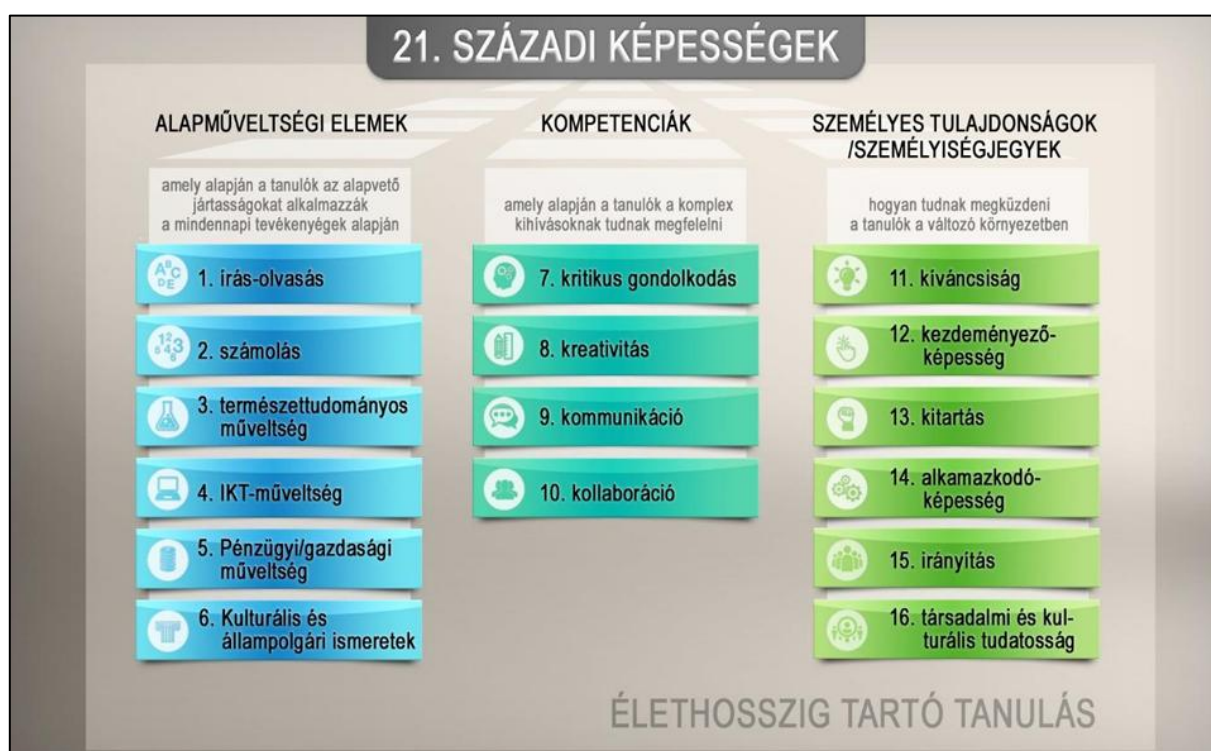 21. SZÁZADI KÉPESSÉGEK
ALAPMŰVELTSÉGI ELEMEK
amely alapján a tanulók az alapvető
jártasságokat alkalmazzák
a mindennapi tevékenyégek alapján
1. írás-olvasás
2. számolás
3. természettudományos
műveltség
4. IKT-műveltség
5. Pénzügyi/gazdasági
műveltség
6. Kulturális és
állampolgári ismeretek
KOMPETENCIÁK
amely alapján a tanulók a komplex
kihívásoknak tudnak megfelelni
7. kritikus gondolkodás
8. kreativitás
9. kommunikáció
10. kollaboráció
SZEMÉLYES TULAJDONSÁGOK
/SZEMÉLYISÉGJEGYEK
hogyan tudnak megküzdeni
a tanulók a változó környezetben
11. kíváncsiság
12. kezdeményező-
képesség
13. kitartás
14. alkamazkodó-
képesség
15. irányítás
16. társadalmi és kul-
turális tudatosság
ÉLETHOSSZIG TARTÓ TANULÁS